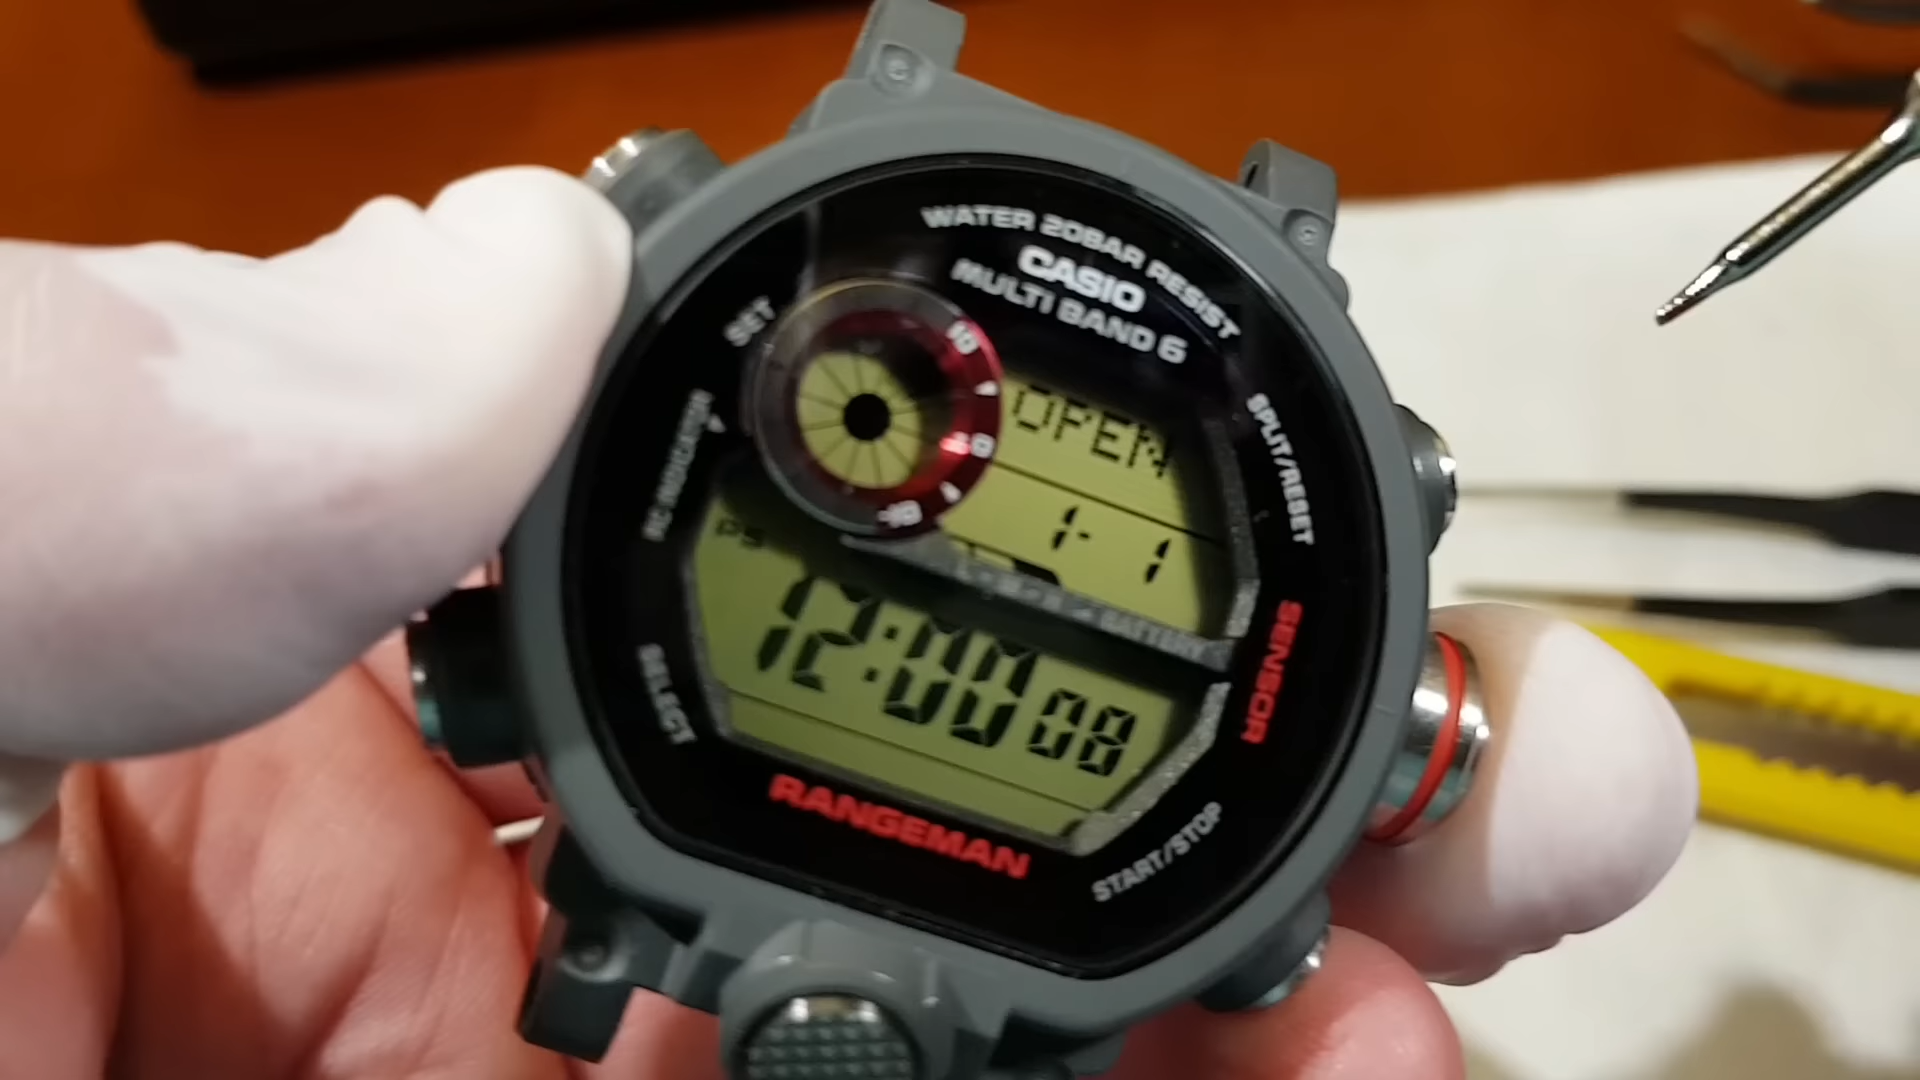 WATER 20BAR RESIST
CASIO
MULTI BAND 6
SET
10
0
-10
OPEN
SPLIT/RESET
1-1
PS
BATTERY
12:00 08
SENSOR
SELECT
RANGEMAN
START/STOP